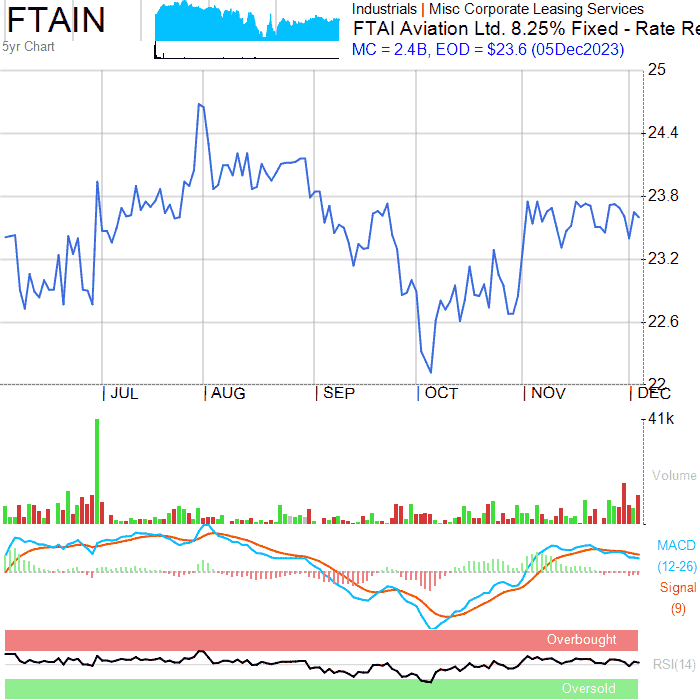 FTAIN
5yr Chart
Industrials | Misc Corporate Leasing Services
FTAI Aviation Ltd. 8.25% Fixed - Rate Re
MC = 2.4B, EOD = $23.6 (05Dec2023)
25
24.4
23.8
23.2
22.6
22
JUL
AUG
SEP
OCT
NOV
DEC
41k
Volume
MACD
(12-26)
Signal
(9)
Overbought
RSI(14)
Oversold